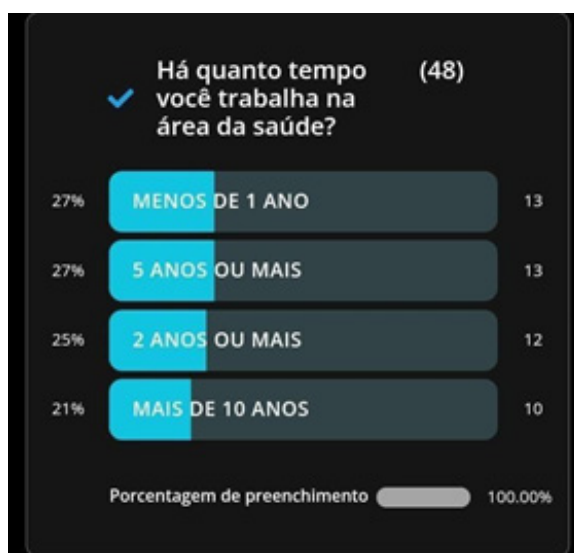 Há quanto tempo (48)
você trabalha na
área da saúde?
27% MENOS DE 1 ANO 13
27% 5 ANOS OU MAIS 13
25% 2 ANOS OU MAIS 12
21% MAIS DE 10 ANOS 10
Porcentagem de preenchimento 100.00%